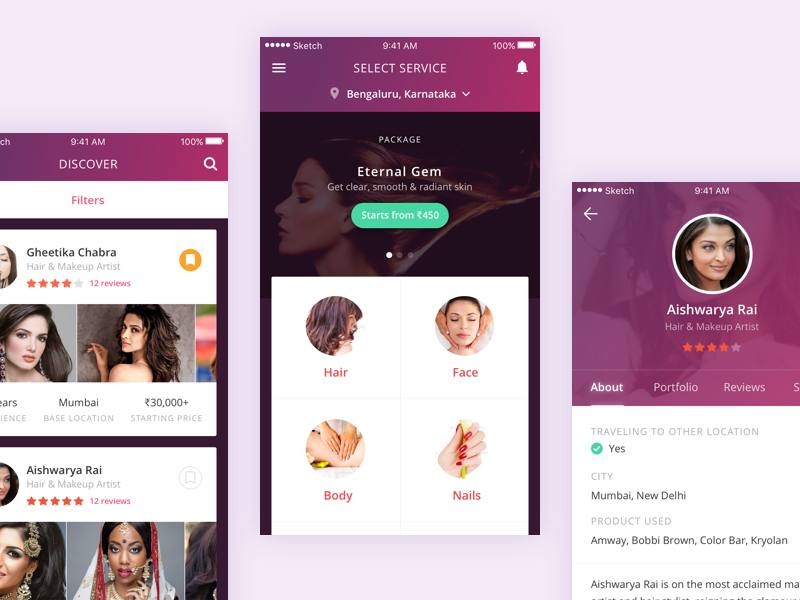 ch
9:41 AM
100%
DISCOVER
Filters
Gheetika Chabra
Hair & Makeup Artist
12 reviews
ears
Mumbai
₹30,000+
IENCE
BASE LOCATION
STARTING PRICE
Aishwarya Rai
Hair & Makeup Artist
12 reviews
Sketch
9:41 AM
100%
SELECT SERVICE
Bengaluru, Karnataka
PACKAGE
Eternal Gem
Get clear, smooth & radiant skin
Starts from ₹450
Hair
Face
Body
Nails
Sketch
9:41 AM
Aishwarya Rai
Hair & Makeup Artist
About
Portfolio
Reviews
S
TRAVELING TO OTHER LOCATION
Yes
CITY
Mumbai, New Delhi
PRODUCT USED
Amway, Bobbi Brown, Color Bar, Kryolan
Aishwarya Rai is on the most acclaimed ma